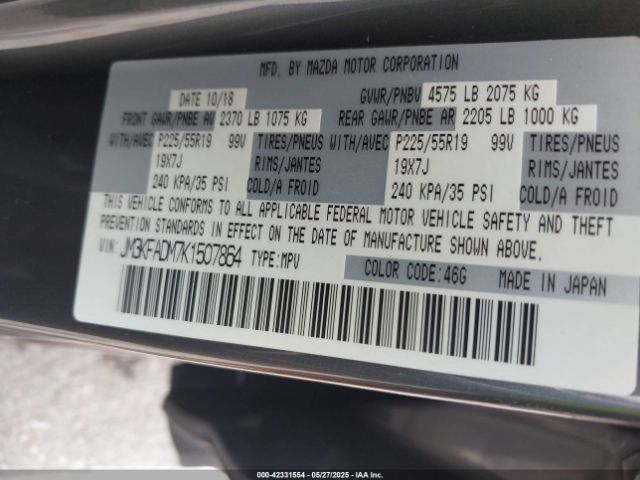 MFD. BY MAZDA MOTOR CORPORATION
DATE 10/18 GVWR/PNBV 4575 LB 2075 KG
FRONT GAWR/PNBE AV 2370 LB 1075 KG REAR GAWR/PNBE AR 2205 LB 1000 KG
WITH/AVEC P225/55R19 99V TIRES/PNEUS WITH/AVEC P225/55R19 99V TIRES/PNEUS
19X7J RIMS/JANTES 19X7J RIMS/JANTES
240 KPA/35 PSI COLD/A FROID 240 KPA/35 PSI COLD/A FROID
THIS VEHICLE CONFORMS TO ALL APPLICABLE FEDERAL MOTOR VEHICLE SAFETY AND THEFT
PREVENTION STANDARDS IN EFFECT ON THE DATE OF MANUFACTURE SHOWN ABOVE.
VIN: JM3KFADM7K1507864 TYPE:MPV
COLOR CODE:46G MADE IN JAPAN
000-42331554 | 05/27/2025 | IAA Inc.